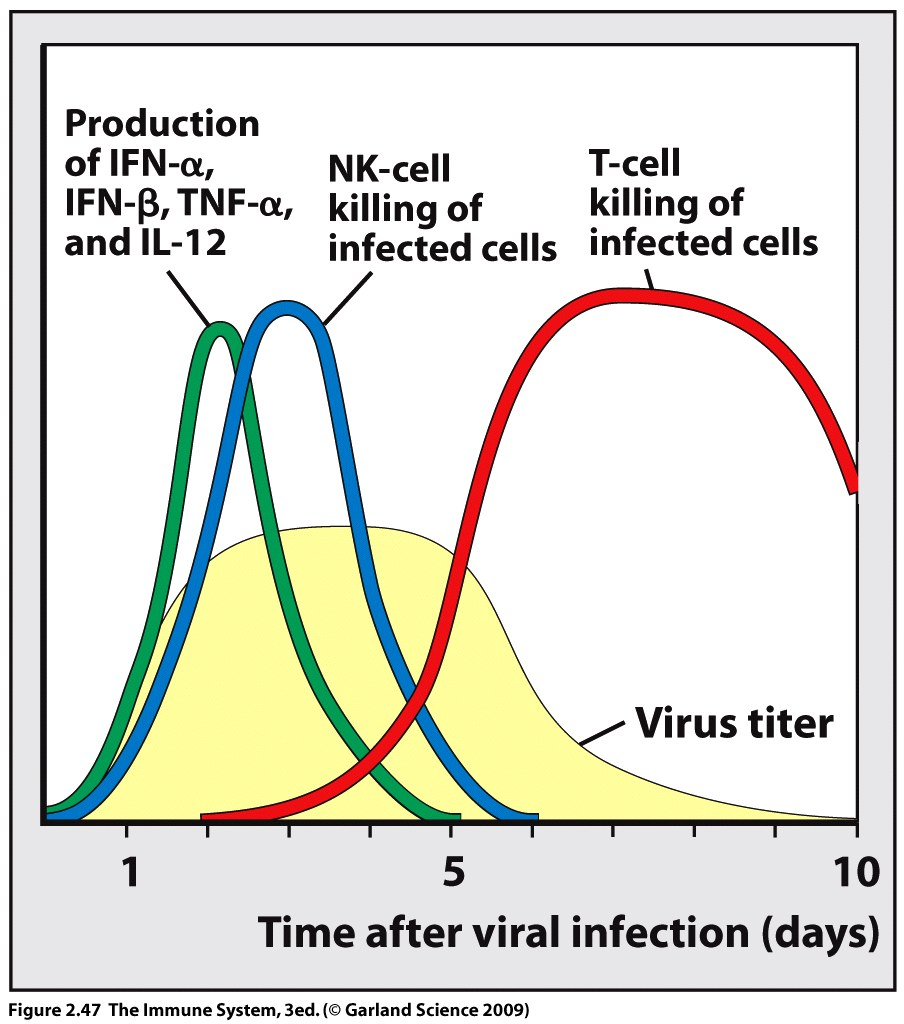 Production
of IFN-α,
IFN-β, TNF-α,
and IL-12
NK-cell
killing of
infected cells
T-cell
killing of
infected cells
Virus titer
1
5
10
Time after viral infection (days)
Figure 2.47 The Immune System, 3ed. (© Garland Science 2009)